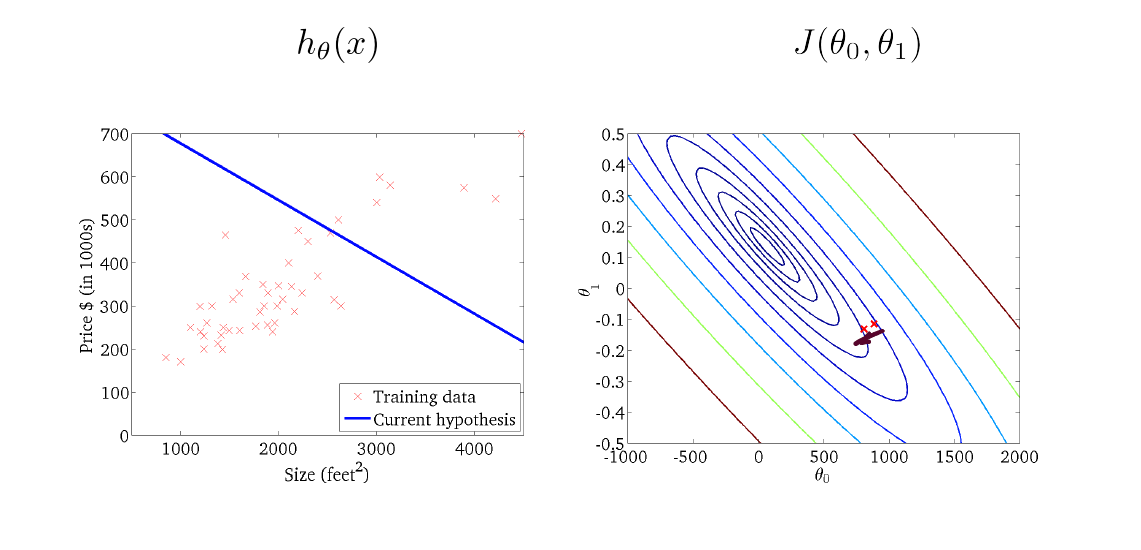 hθ(x)
J(θ0, θ1)
700
600
500
400
300
200
100
0
Price $ (in 1000s)
1000 2000 3000 4000
Size (feet²)
Training data
Current hypothesis
0.5
0.4
0.3
0.2
0.1
0
-0.1
-0.2
-0.3
-0.4
-0.5
θ1
-1000 -500 0 500 1000 1500 2000
θ0